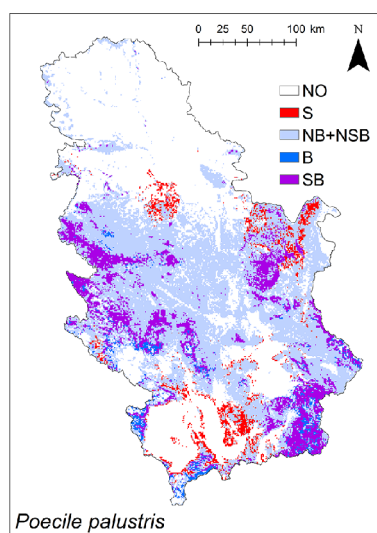 0 25 50 100 km
N
NO
S
NB+NSB
B
SB
Poecile palustris